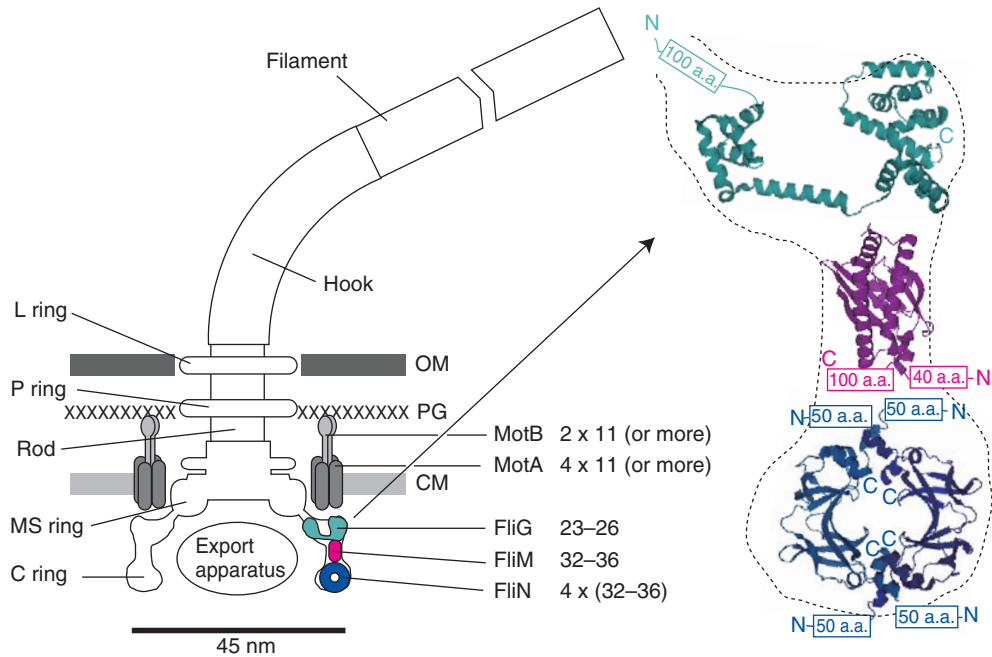 Filament
Hook
L ring
OM
P ring
XXXXXXXXXX XXXXXXXXXX PG
Rod
MotB 2 x 11 (or more)
MotA 4 x 11 (or more)
CM
MS ring
FliG 23–26
Export
apparatus
FliM 32–36
C ring
FliN 4 x (32–36)
45 nm
N
100 a.a.
C
C
100 a.a. 40 a.a. -N
N- 50 a.a. 50 a.a. -N
C C
C C
N- 50 a.a. 50 a.a. -N